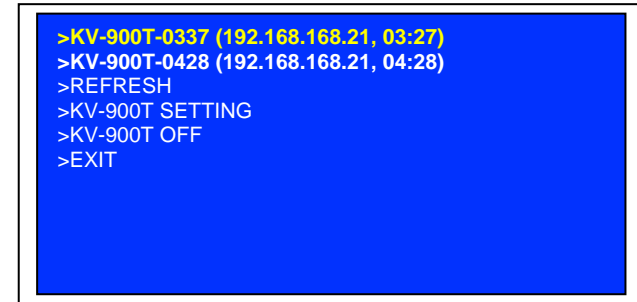 >KV-900T-0337 (192.168.168.21, 03:27)
>KV-900T-0428 (192.168.168.21, 04:28)
>REFRESH
>KV-900T SETTING
>KV-900T OFF
>EXIT